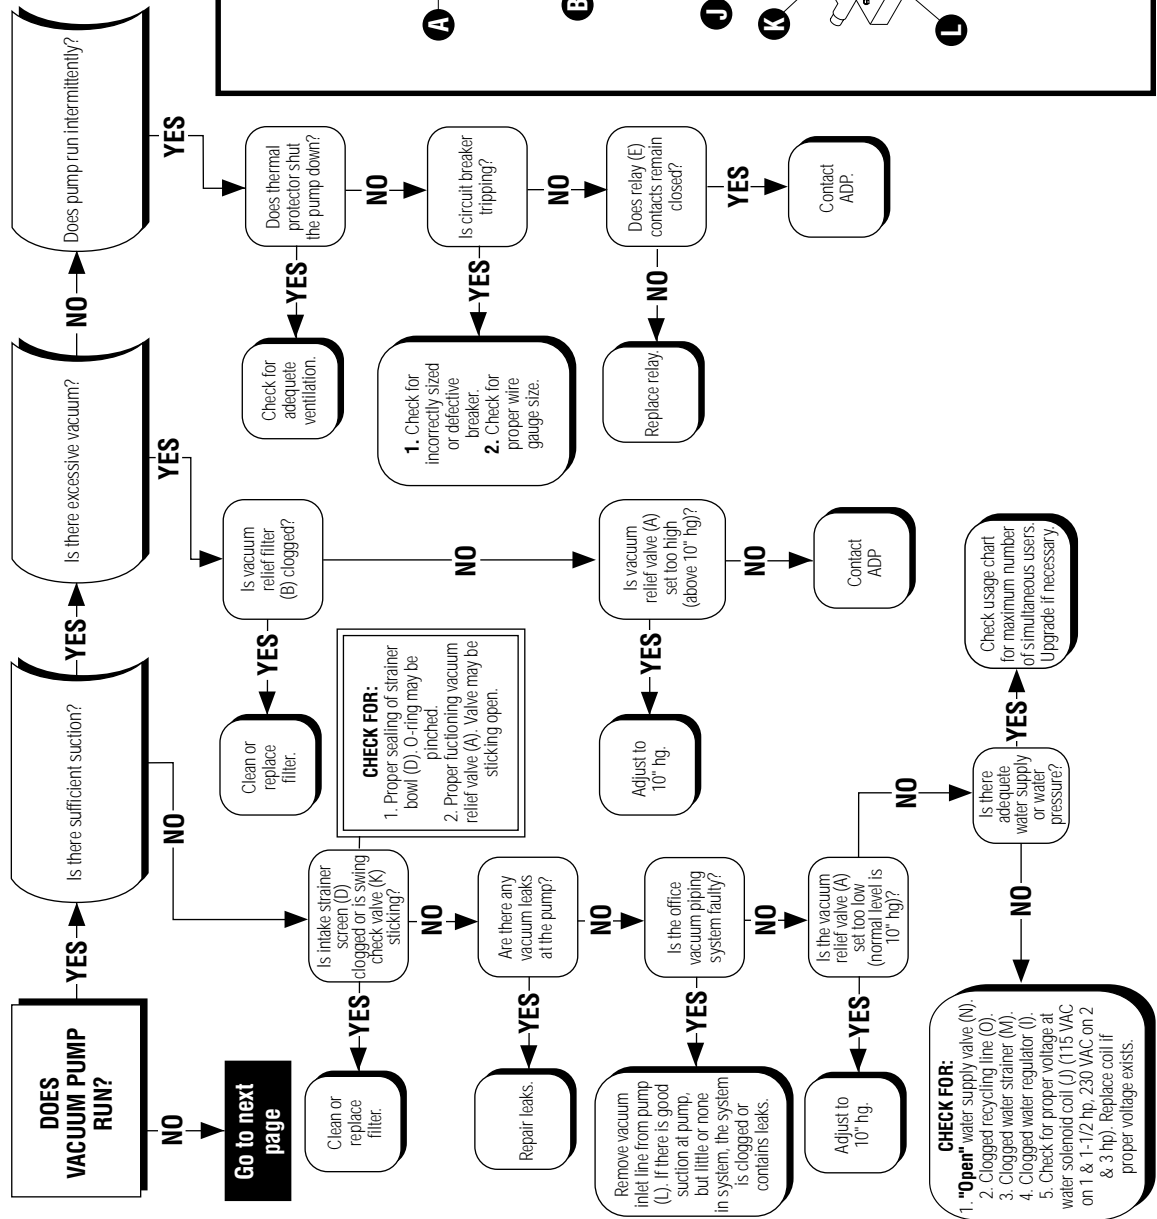 DOES
VACUUM PUMP
RUN?
YES
NO
Go to next
page
Is there sufficient suction?
YES
NO
Is there excessive vacuum?
NO
YES
Does pump run intermittently?
YES
Is intake strainer
screen (D)
clogged or is swing
check valve (K)
sticking?
YES
Clean or
replace
filter.
CHECK FOR:
1. Proper sealing of strainer
bowl (D). O-ring may be
pinched.
2. Proper fuctioning vacuum
relief valve (A). Valve may be
sticking open.
NO
Are there any
vacuum leaks
at the pump?
YES
Repair leaks.
NO
Is the office
vacuum piping
system faulty?
YES
Remove vacuum
inlet line from pump
(L). If there is good
suction at pump,
but little or none
in system, the system
is clogged or
contains leaks.
NO
Is the vacuum
relief valve (A)
set too low
(normal level is
10" hg)?
YES
Adjust to
10" hg.
NO
Is there
adequete
water supply
or water
pressure?
YES
Check usage chart
for maximum number
of simultaneous users.
Upgrade if necessary.
NO
CHECK FOR:
1. "Open" water supply valve (N).
2. Clogged recycling line (O).
3. Clogged water strainer (M).
4. Clogged water regulator (I).
5. Check for proper voltage at
water solenoid coil (J) (115 VAC
on 1 & 1-1/2 hp, 230 VAC on 2
& 3 hp). Replace coil if
proper voltage exists.
Is vacuum
relief filter
(B) clogged?
YES
Clean or
replace
filter.
NO
Is vacuum
relief valve (A)
set too high
(above 10" hg)?
YES
Adjust to
10" hg.
NO
Contact
ADP
Does thermal
protector shut
the pump down?
YES
Check for
adequete
ventilation.
NO
Is circuit breaker
tripping?
YES
1. Check for
incorrectly sized
or defective
breaker.
2. Check for
proper wire
gauge size.
NO
Does relay (E)
contacts remain
closed?
NO
Replace relay.
YES
Contact
ADP.
A
B
J
K
L